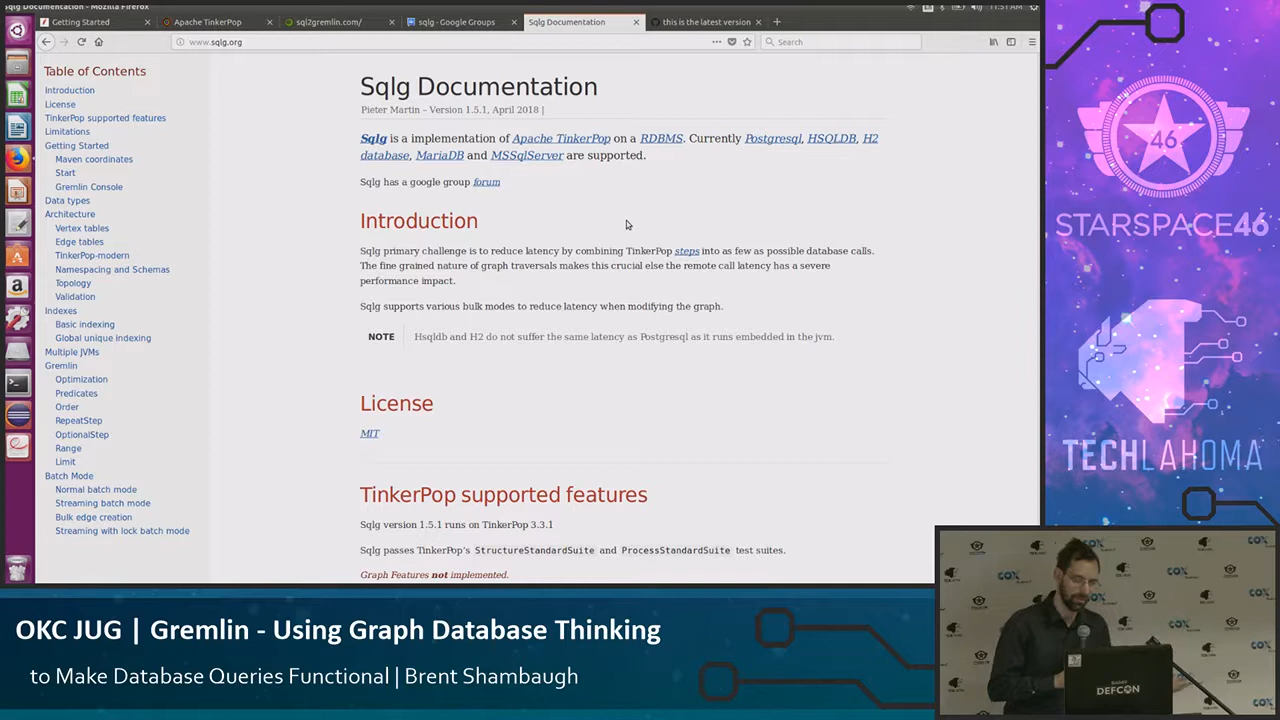 Sqlg Documentation - Mozilla Firefox
11:51 AM
Getting Started
Apache TinkerPop
sql2gremlin.com/
sqlg - Google Groups
Sqlg Documentation
this is the latest version
www.sqlg.org
Search
Table of Contents
Introduction
License
TinkerPop supported features
Limitations
Getting Started
Maven coordinates
Start
Gremlin Console
Data types
Architecture
Vertex tables
Edge tables
TinkerPop-modern
Namespacing and Schemas
Topology
Validation
Indexes
Basic indexing
Global unique indexing
Multiple JVMs
Gremlin
Optimization
Predicates
Order
RepeatStep
OptionalStep
Range
Limit
Batch Mode
Normal batch mode
Streaming batch mode
Bulk edge creation
Streaming with lock batch mode
Sqlg Documentation
Pieter Martin – Version 1.5.1, April 2018 |
Sqlg is a implementation of Apache TinkerPop on a RDBMS. Currently Postgresql, HSQLDB, H2
database, MariaDB and MSSqlServer are supported.
Sqlg has a google group forum
Introduction
Sqlg primary challenge is to reduce latency by combining TinkerPop steps into as few as possible database calls.
The fine grained nature of graph traversals makes this crucial else the remote call latency has a severe
performance impact.
Sqlg supports various bulk modes to reduce latency when modifying the graph.
NOTE
Hsqldb and H2 do not suffer the same latency as Postgresql as it runs embedded in the jvm.
License
MIT
TinkerPop supported features
Sqlg version 1.5.1 runs on TinkerPop 3.3.1
Sqlg passes TinkerPop's StructureStandardSuite and ProcessStandardSuite test suites.
Graph Features not implemented.
46
STARSPACE46
TECHLAHOMA
COX
COX
COX
DEFCON
OKC JUG | Gremlin - Using Graph Database Thinking
to Make Database Queries Functional | Brent Shambaugh